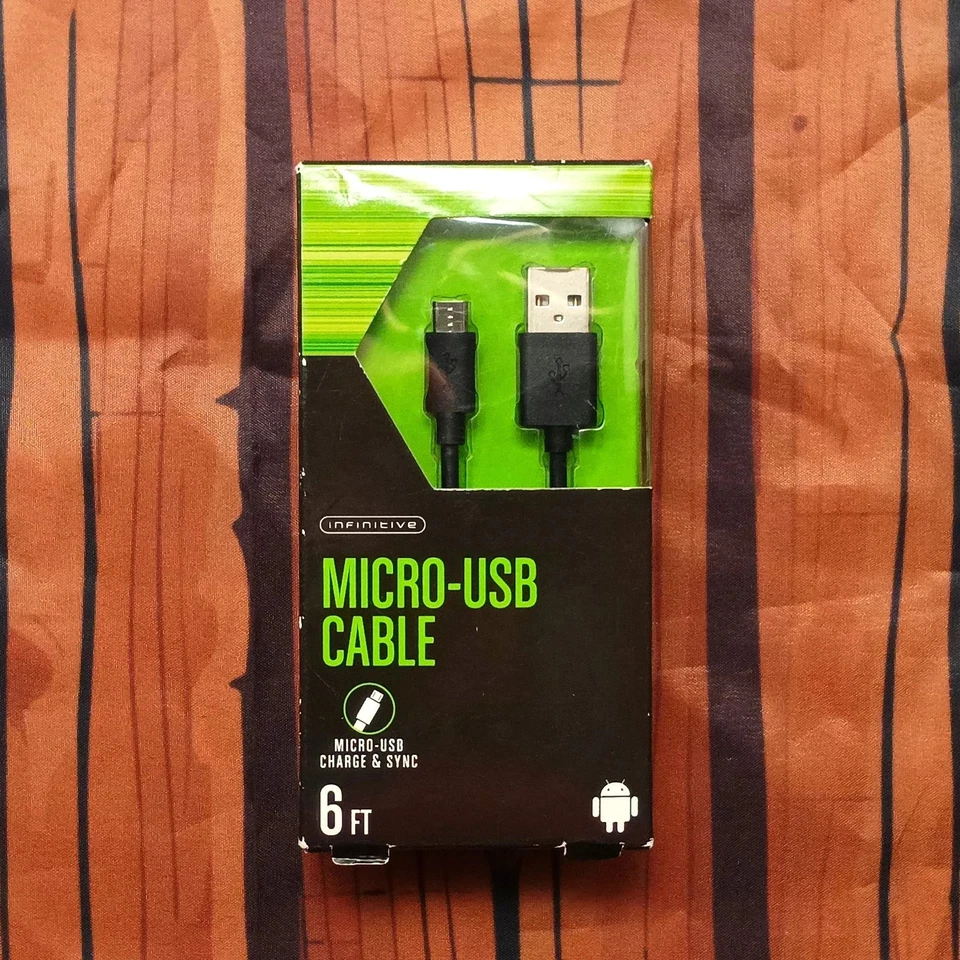 infinitive
MICRO-USB
CABLE
MICRO-USB
CHARGE & SYNC
6 FT